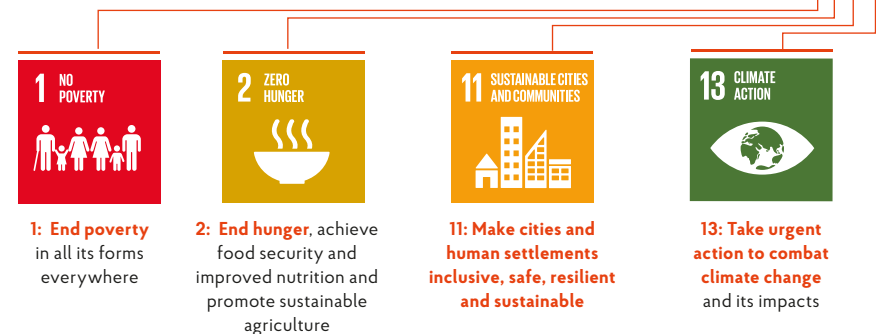 1 NO
POVERTY
2 ZERO
HUNGER
11 SUSTAINABLE CITIES
AND COMMUNITIES
13 CLIMATE
ACTION
1: End poverty
in all its forms
everywhere
2: End hunger, achieve
food security and
improved nutrition and
promote sustainable
agriculture
11: Make cities and
human settlements
inclusive, safe, resilient
and sustainable
13: Take urgent
action to combat
climate change
and its impacts